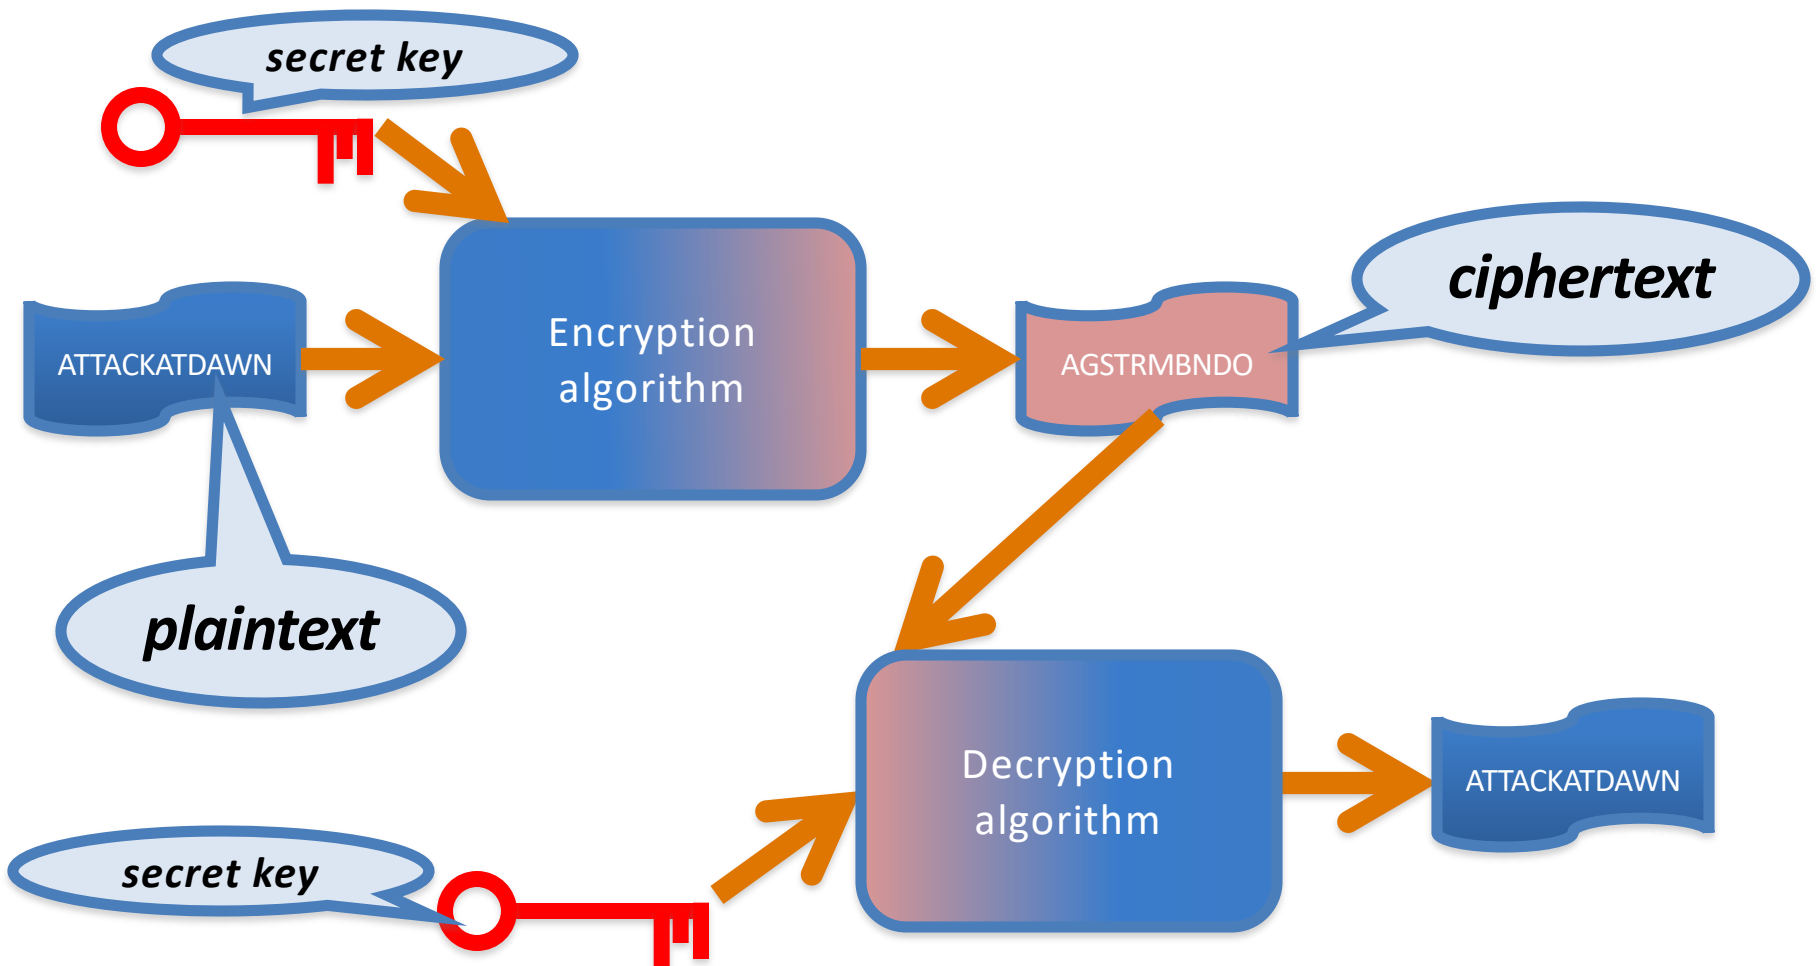 secret key
ATTACKATDAWN
Encryption
algorithm
AGSTRMBNDO
ciphertext
plaintext
Decryption
algorithm
ATTACKATDAWN
secret key